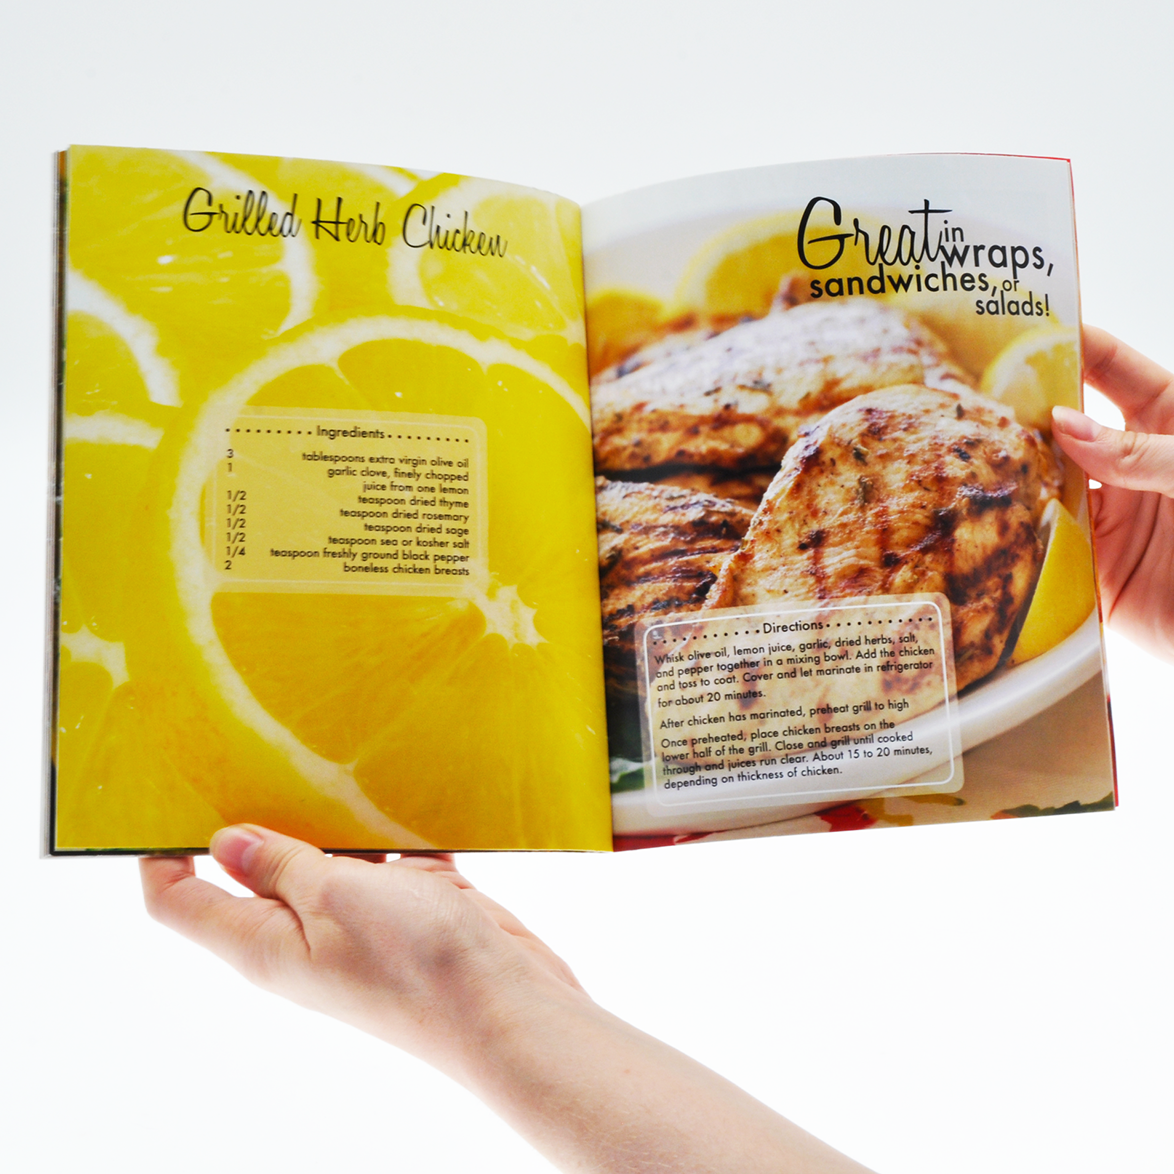 Grilled Herb Chicken
Ingredients
3 tablespoons extra virgin olive oil
1 garlic clove, finely chopped
juice from one lemon
1/2 teaspoon dried thyme
1/2 teaspoon dried rosemary
1/2 teaspoon dried sage
1/2 teaspoon sea or kosher salt
1/4 teaspoon freshly ground black pepper
2 boneless chicken breasts
Great in
wraps,
sandwiches, or
salads!
Directions
Whisk olive oil, lemon juice, garlic, dried herbs, salt,
and pepper together in a mixing bowl. Add the chicken
and toss to coat. Cover and let marinate in refrigerator
for about 20 minutes.
After chicken has marinated, preheat grill to high
Once preheated, place chicken breasts on the
lower half of the grill. Close and grill until cooked
through and juices run clear. About 15 to 20 minutes,
depending on thickness of chicken.